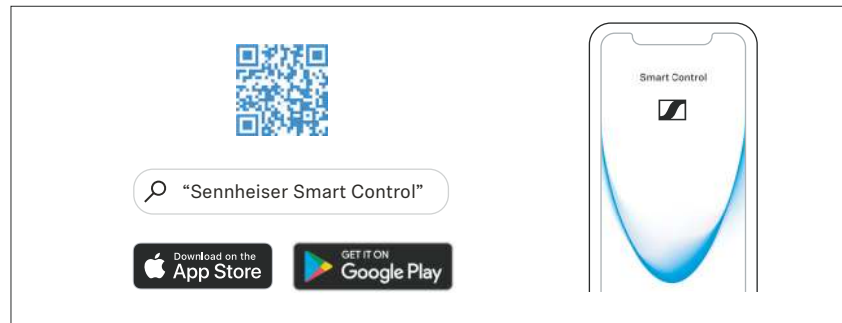 Smart Control
“Sennheiser Smart Control”
Download on the
App Store
GET IT ON
Google Play